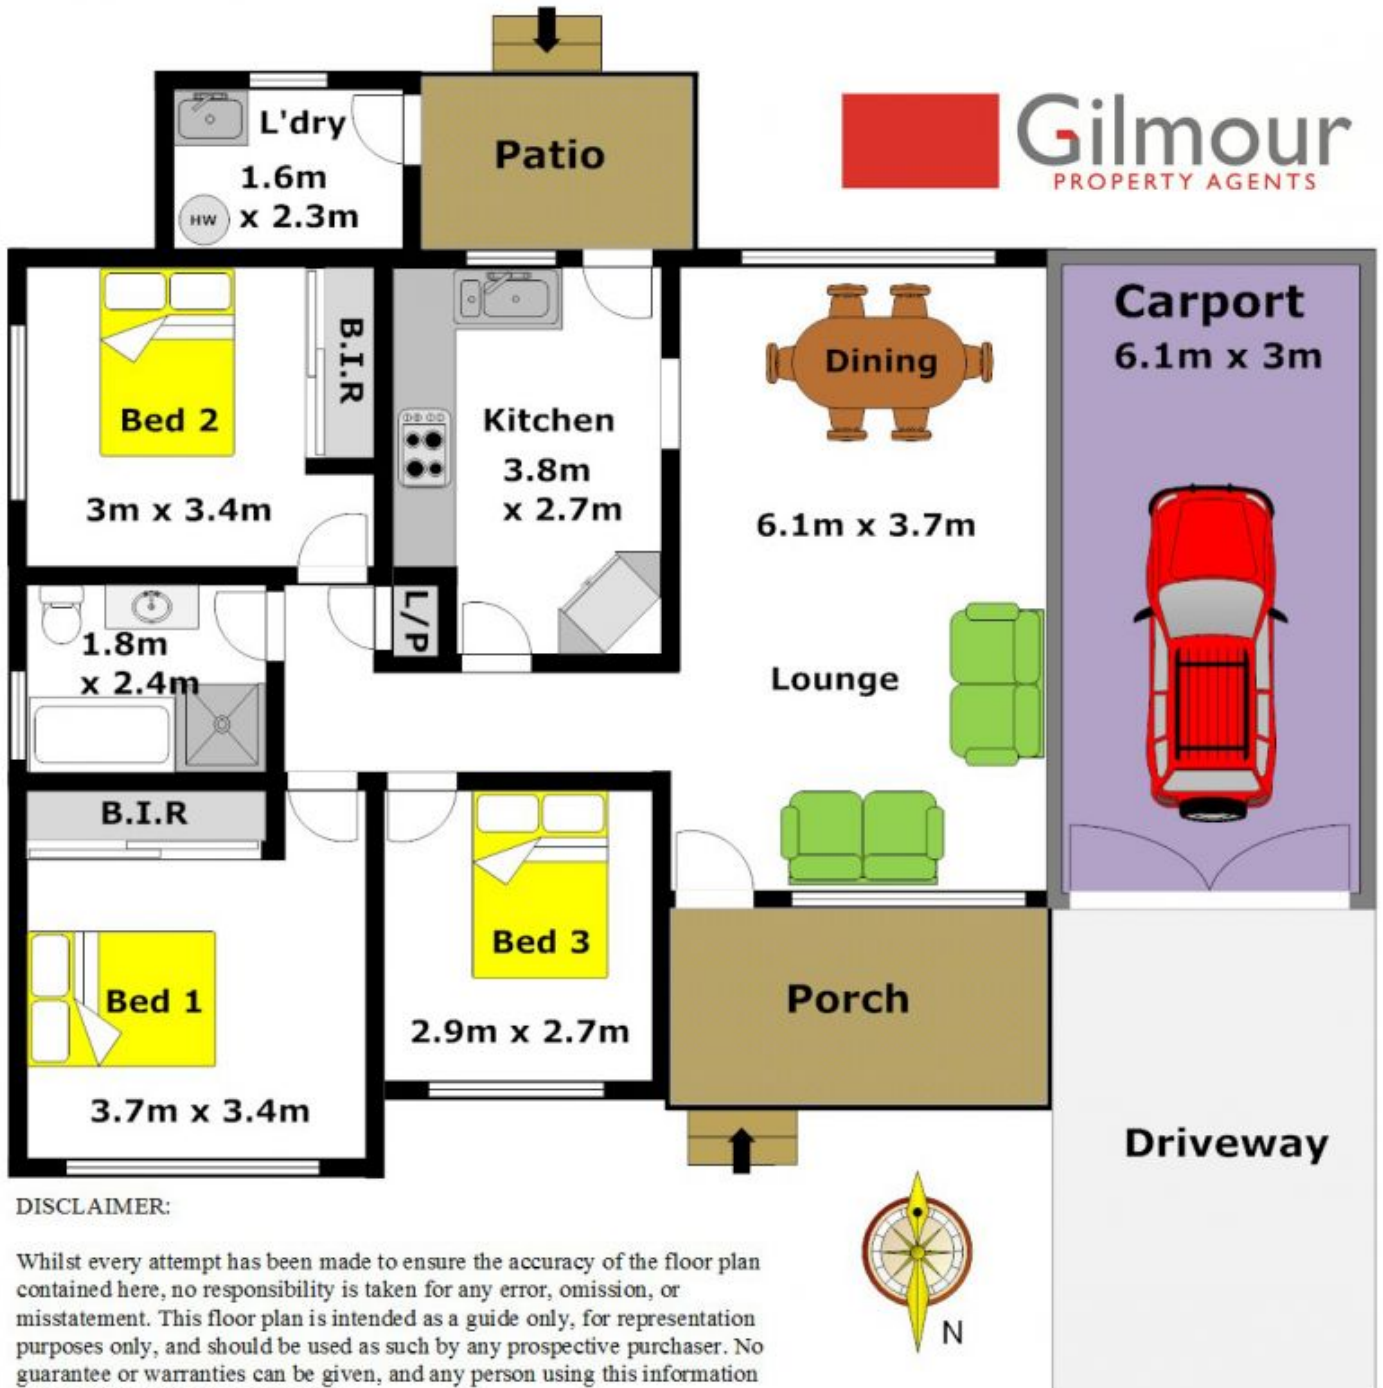 Gilmour
PROPERTY AGENTS
L'dry
1.6m
x 2.3m
HW
Patio
Carport
6.1m x 3m
B.I.R
Bed 2
3m x 3.4m
Kitchen
3.8m
x 2.7m
Dining
6.1m x 3.7m
L/P
1.8m
x 2.4m
Lounge
B.I.R
Bed 1
3.7m x 3.4m
Bed 3
2.9m x 2.7m
Porch
Driveway
N
DISCLAIMER:
Whilst every attempt has been made to ensure the accuracy of the floor plan
contained here, no responsibility is taken for any error, omission, or
misstatement. This floor plan is intended as a guide only, for representation
purposes only, and should be used as such by any prospective purchaser. No
guarantee or warranties can be given, and any person using this information